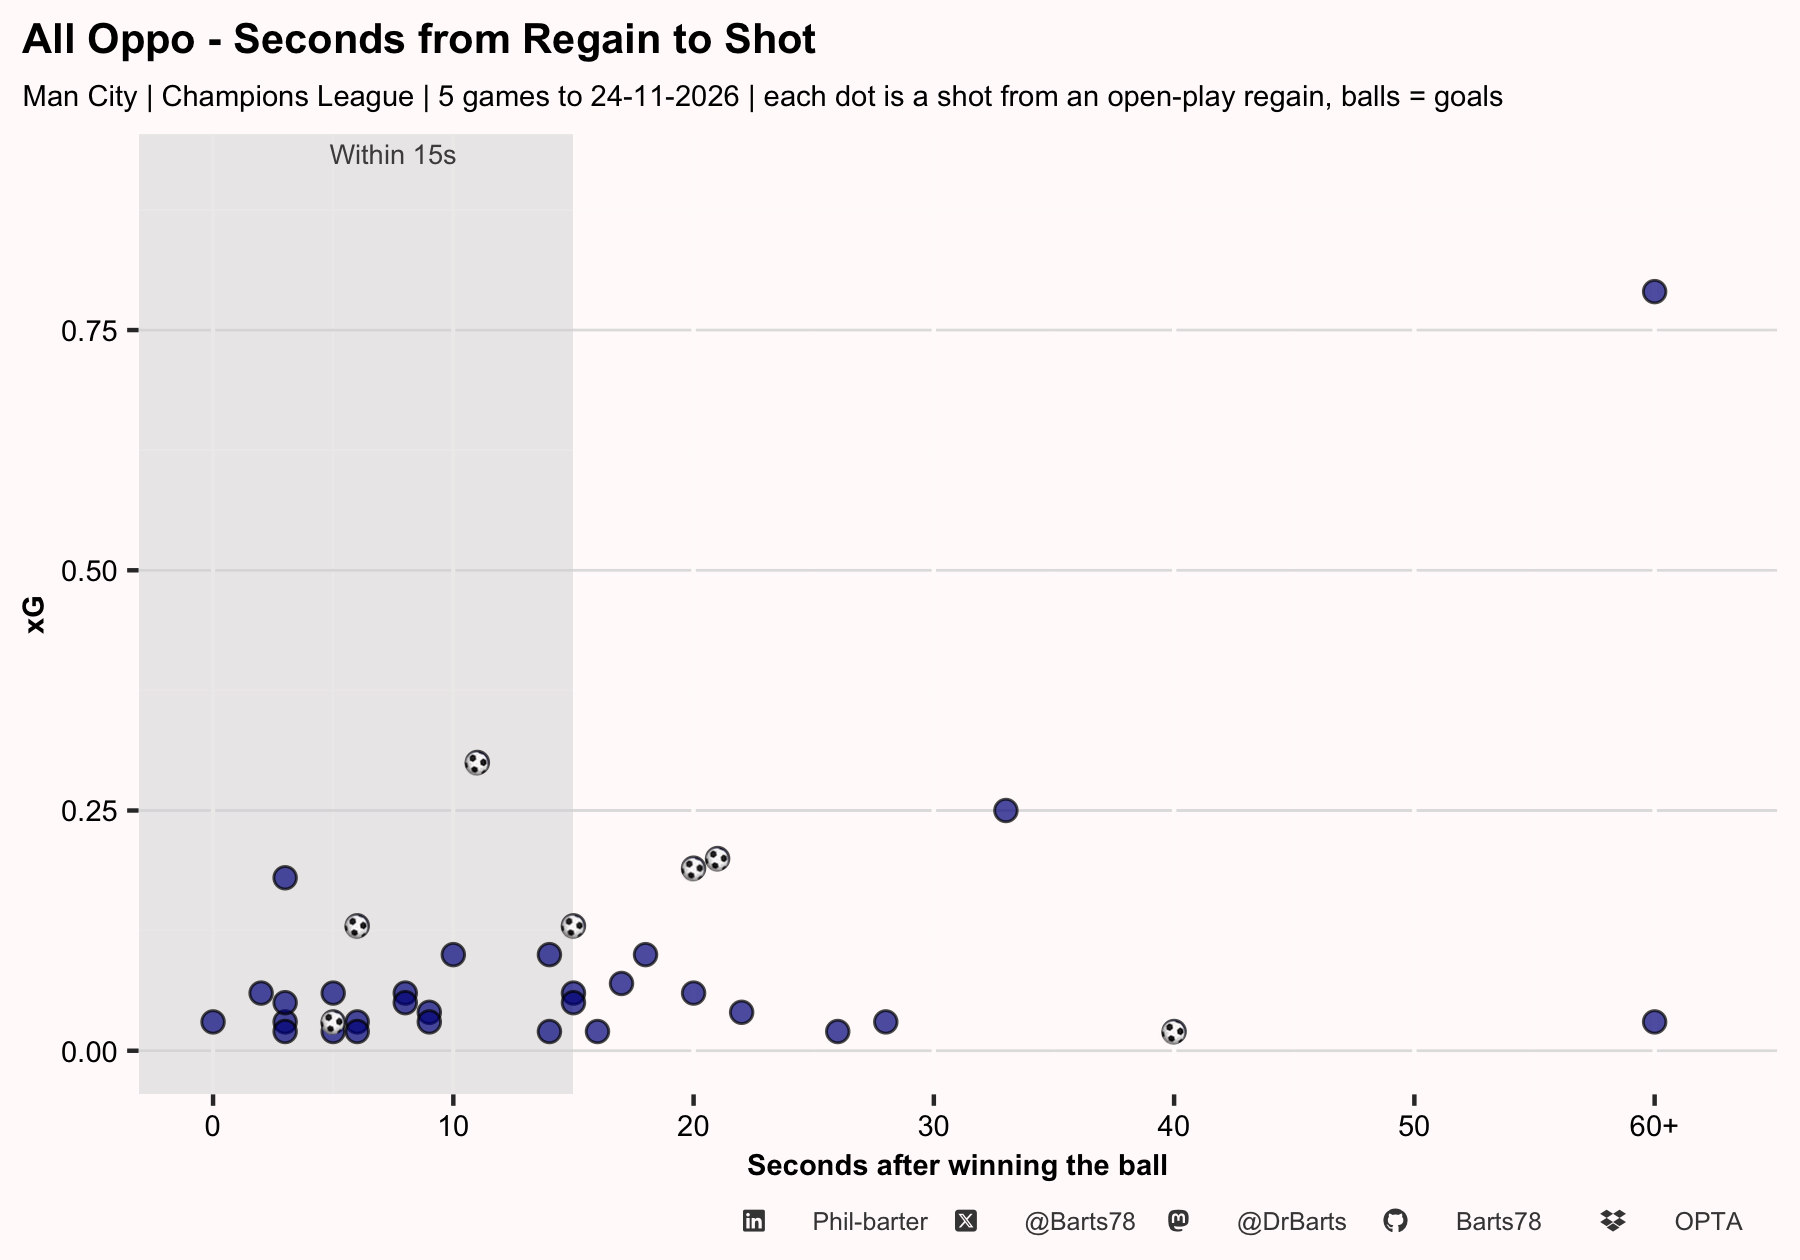 All Oppo - Seconds from Regain to Shot
Man City | Champions League | 5 games to 24-11-2026 | each dot is a shot from an open-play regain, balls = goals
Within 15s
0.75
0.50
xG
0.25
0.00
0 10 20 30 40 50 60+
Seconds after winning the ball
Phil-barter @Barts78 @DrBarts Barts78 OPTA